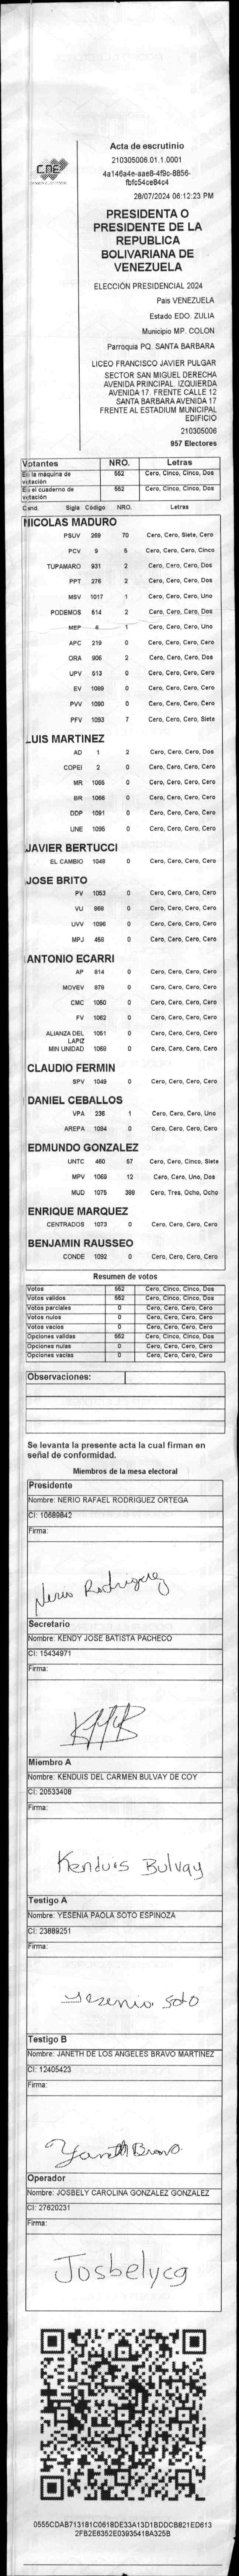 Acta de escrutinio
210305006.01.1.0001
4a146a4e-aae8-4f9c-8856-
fbfc54ce84c4
28/07/2024 06:12:23 PM
CNE
PRESIDENTA O
PRESIDENTE DE LA
REPUBLICA
BOLIVARIANA DE
VENEZUELA
ELECCIÓN PRESIDENCIAL 2024
Pais VENEZUELA
Estado EDO. ZULIA
Municipio MP. COLON
Parroquia PQ. SANTA BARBARA
LICEO FRANCISCO JAVIER PULGAR
SECTOR SAN MIGUEL DERECHA
AVENIDA PRINCIPAL. IZQUIERDA
AVENIDA 17. FRENTE CALLE 12
SANTA BARBARA AVENIDA 17
FRENTE AL ESTADIUM MUNICIPAL
EDIFICIO
210305006
957 Electores
Votantes NRO. Letras
En la máquina de votación 552 Cero, Cinco, Cinco, Dos
En el cuaderno de votación 552 Cero, Cinco, Cinco, Dos
Cand. Sigla Código NRO. Letras
NICOLAS MADURO
PSUV 269 70 Cero, Cero, Siete, Cero
PCV 9 5 Cero, Cero, Cero, Cinco
TUPAMARO 931 2 Cero, Cero, Cero, Dos
PPT 276 2 Cero, Cero, Cero, Dos
MSV 1017 1 Cero, Cero, Cero, Uno
PODEMOS 514 2 Cero, Cero, Cero, Dos
MEP 6 1 Cero, Cero, Cero, Uno
APC 219 0 Cero, Cero, Cero, Cero
ORA 906 2 Cero, Cero, Cero, Dos
UPV 513 0 Cero, Cero, Cero, Cero
EV 1089 0 Cero, Cero, Cero, Cero
PVV 1090 0 Cero, Cero, Cero, Cero
PFV 1093 7 Cero, Cero, Cero, Siete
LUIS MARTINEZ
AD 1 2 Cero, Cero, Cero, Dos
COPEI 2 0 Cero, Cero, Cero, Cero
MR 1065 0 Cero, Cero, Cero, Cero
BR 1066 0 Cero, Cero, Cero, Cero
DDP 1091 0 Cero, Cero, Cero, Cero
UNE 1095 0 Cero, Cero, Cero, Cero
JAVIER BERTUCCI
EL CAMBIO 1048 0 Cero, Cero, Cero, Cero
JOSE BRITO
PV 1053 0 Cero, Cero, Cero, Cero
VU 868 0 Cero, Cero, Cero, Cero
UVV 1096 0 Cero, Cero, Cero, Cero
MPJ 458 0 Cero, Cero, Cero, Cero
ANTONIO ECARRI
AP 814 0 Cero, Cero, Cero, Cero
MOVEV 879 0 Cero, Cero, Cero, Cero
CMC 1050 0 Cero, Cero, Cero, Cero
FV 1062 0 Cero, Cero, Cero, Cero
ALIANZA DEL LAPIZ 1051 0 Cero, Cero, Cero, Cero
MIN UNIDAD 1069 0 Cero, Cero, Cero, Cero
CLAUDIO FERMIN
SPV 1049 0 Cero, Cero, Cero, Cero
DANIEL CEBALLOS
VPA 236 1 Cero, Cero, Cero, Uno
AREPA 1094 0 Cero, Cero, Cero, Cero
EDMUNDO GONZALEZ
UNTC 460 57 Cero, Cero, Cinco, Siete
MPV 1068 12 Cero, Cero, Uno, Dos
MUD 1075 388 Cero, Tres, Ocho, Ocho
ENRIQUE MARQUEZ
CENTRADOS 1073 0 Cero, Cero, Cero, Cero
BENJAMIN RAUSSEO
CONDE 1092 0 Cero, Cero, Cero, Cero
Resumen de votos
Votos 552 Cero, Cinco, Cinco, Dos
Votos validos 552 Cero, Cinco, Cinco, Dos
Votos parciales 0 Cero, Cero, Cero, Cero
Votos nulos 0 Cero, Cero, Cero, Cero
Votos vacios 0 Cero, Cero, Cero, Cero
Opciones validas 552 Cero, Cinco, Cinco, Dos
Opciones nulas 0 Cero, Cero, Cero, Cero
Opciones vacias 0 Cero, Cero, Cero, Cero
Observaciones:
Se levanta la presente acta la cual firman en
señal de conformidad.
Miembros de la mesa electoral
Presidente
Nombre: NERIO RAFAEL RODRIGUEZ ORTEGA
CI: 10689842
Firma:
Nerio Rodriguez
Secretario
Nombre: KENDY JOSE BATISTA PACHECO
CI: 15434971
Firma:
Miembro A
Nombre: KENDUIS DEL CARMEN BULVAY DE COY
CI: 20533408
Firma:
Kenduis Bulvay
Testigo A
Nombre: YESENIA PAOLA SOTO ESPINOZA
CI: 23889251
Firma:
Yesenia Soto
Testigo B
Nombre: JANETH DE LOS ANGELES BRAVO MARTINEZ
CI: 12405423
Firma:
Yaneth Bravo
Operador
Nombre: JOSBELY CAROLINA GONZALEZ GONZALEZ
CI: 27620231
Firma:
Josbelycg
0555CDAB713181C0618DE33A13D1BDDCB821ED613
2FB2E6352E03935418A325B